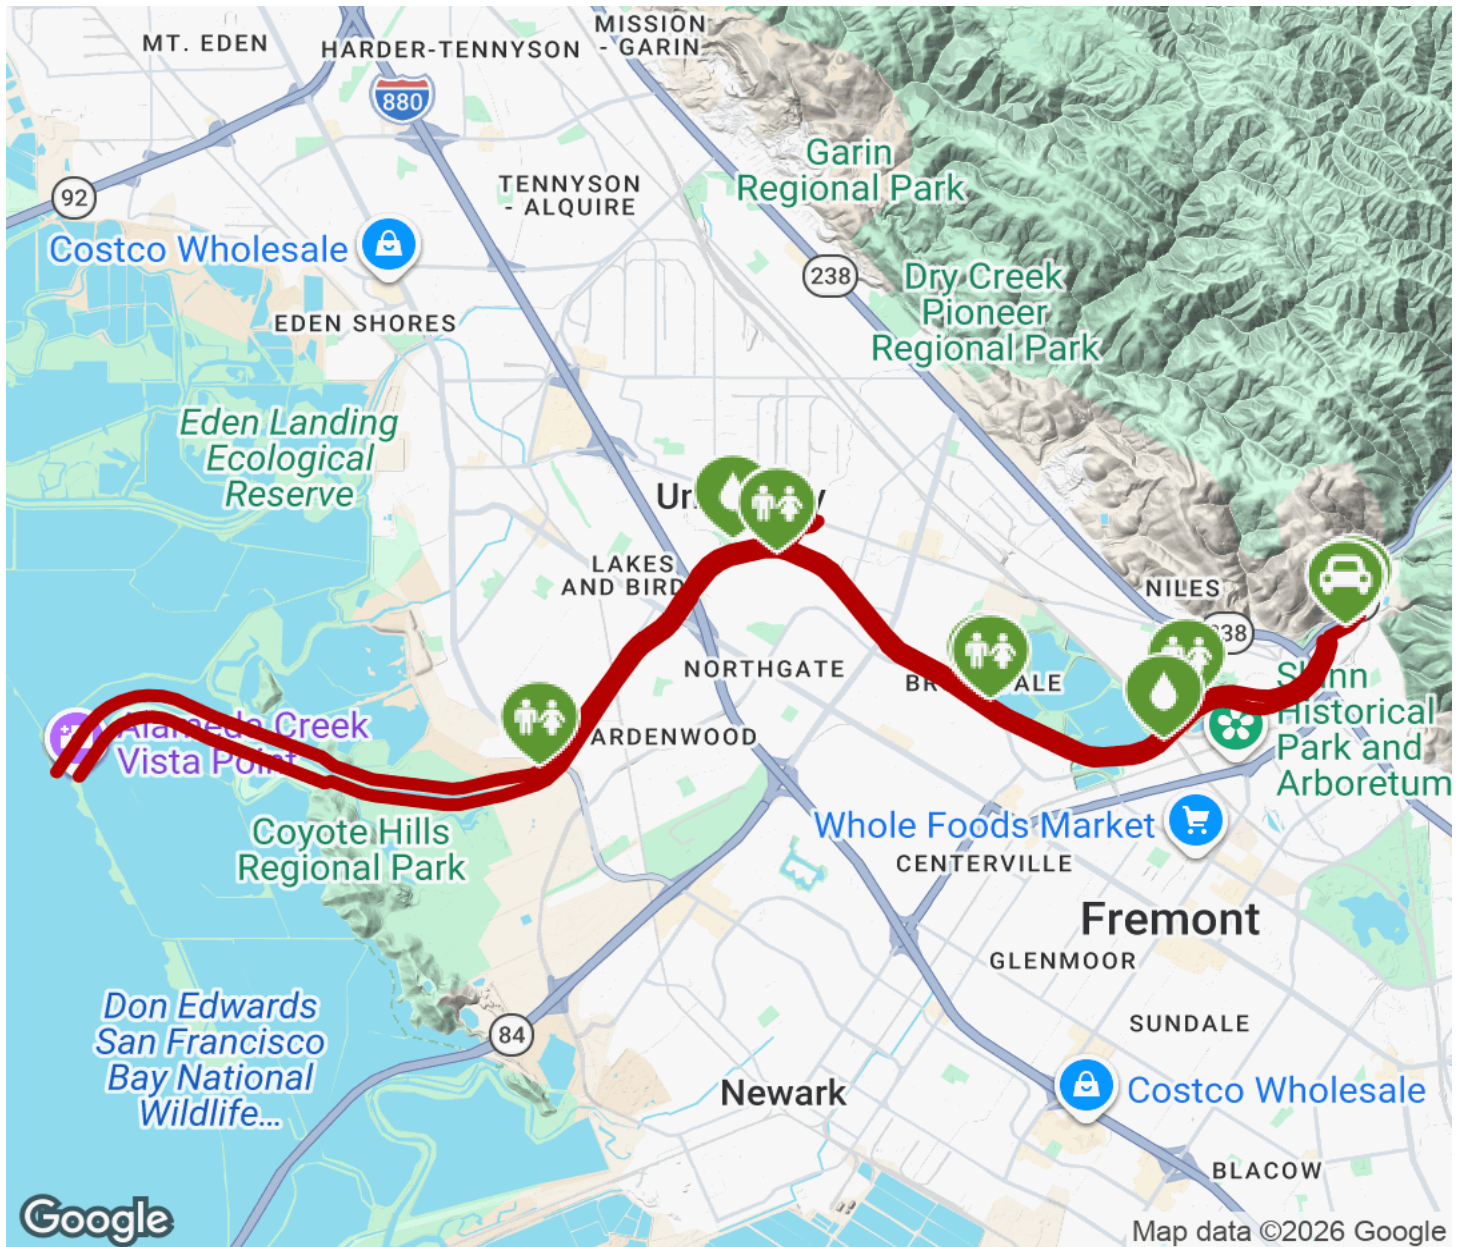 MISSION
- GARIN
MT. EDEN
HARDER-TENNYSON
880
Garin
Regional Park
TENNYSON
- ALQUIRE
92
Costco Wholesale
238
Dry Creek
Pioneer
Regional Park
EDEN SHORES
Eden Landing
Ecological
Reserve
LAKES
AND BIRD
NILES
NORTHGATE
Alameda Creek
Vista Point
ARDENWOOD
Historical
Park and
Arboretum
Coyote Hills
Regional Park
Whole Foods Market
CENTERVILLE
Fremont
GLENMOOR
Don Edwards
San Francisco
Bay National
Wildlife...
84
SUNDALE
Newark
Costco Wholesale
BLACOW
Google
Map data ©2026 Google